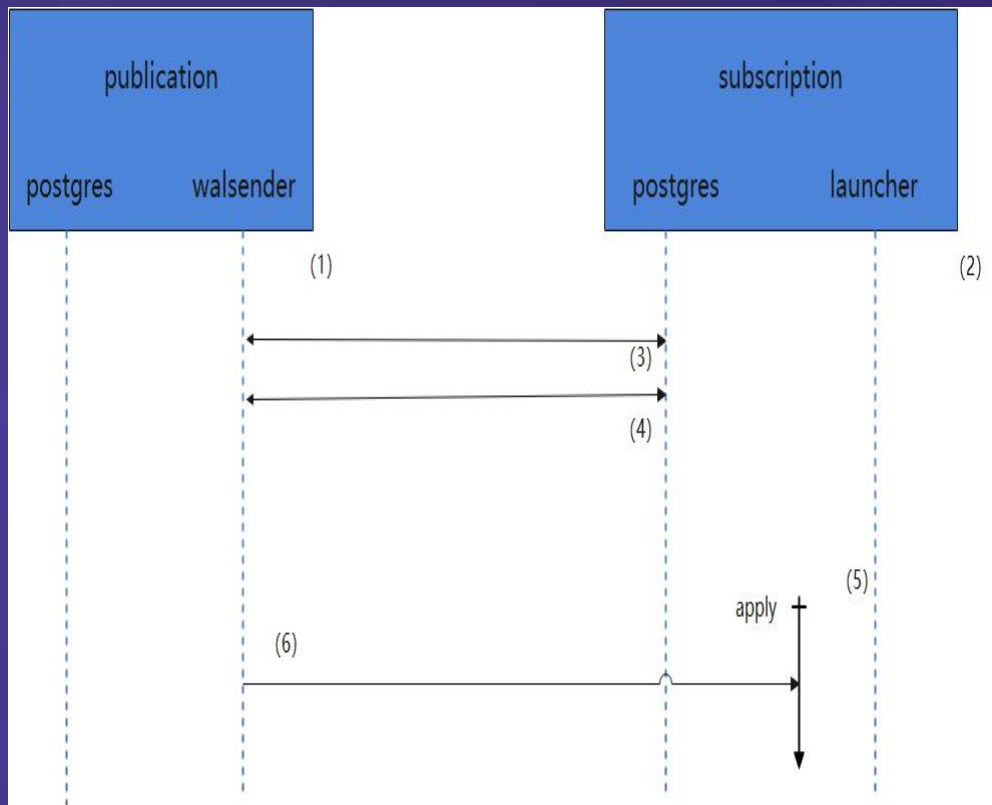 publication
subscription
postgres
walsender
postgres
launcher
(1)
(2)
(3)
(4)
(5)
apply
(6)